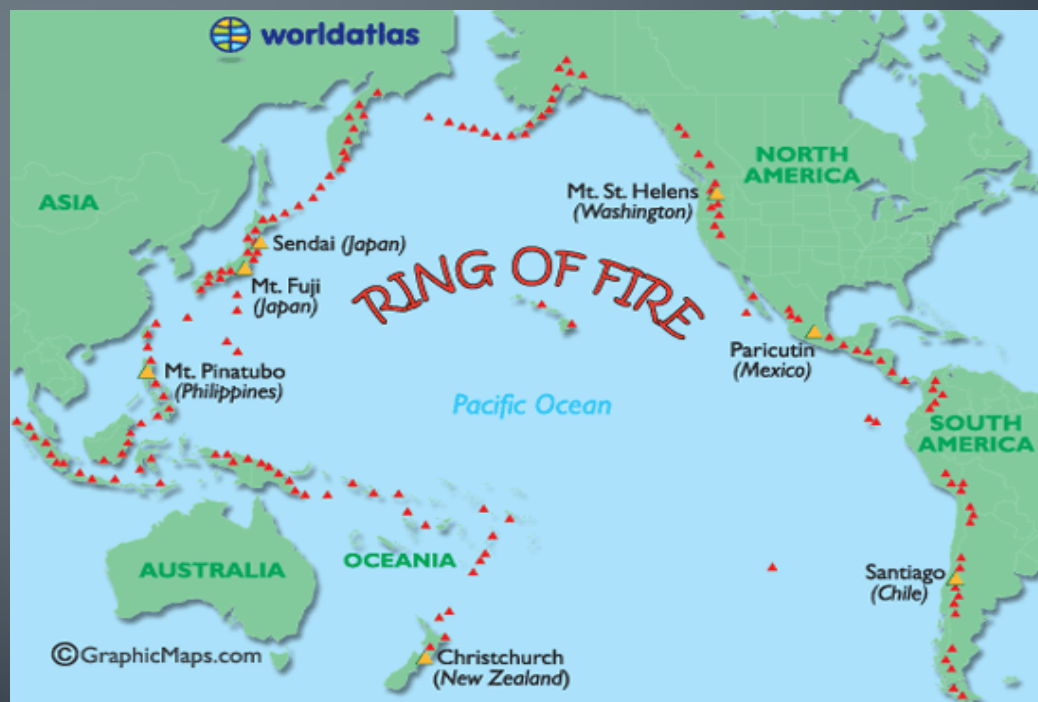 worldatlas
NORTH
AMERICA
ASIA
Mt. St. Helens
(Washington)
Sendai (Japan)
RING OF FIRE
Mt. Fuji
(Japan)
Paricutin
(Mexico)
Mt. Pinatubo
(Philippines)
Pacific Ocean
SOUTH
AMERICA
OCEANIA
AUSTRALIA
Santiago
(Chile)
©GraphicMaps.com
Christchurch
(New Zealand)